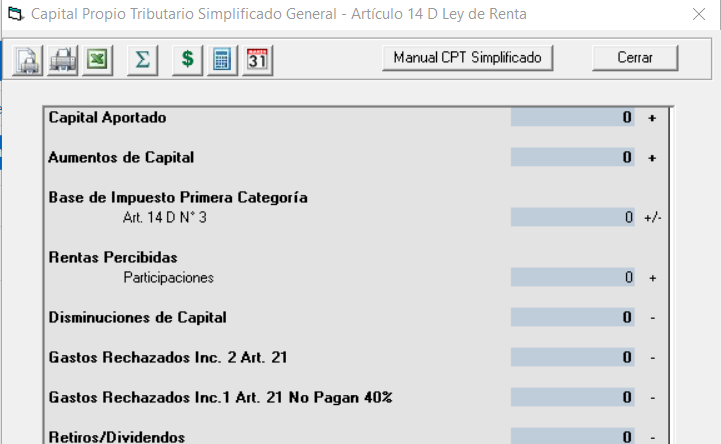 Capital Propio Tributario Simplificado General - Artículo 14 D Ley de Renta
Σ $ 31 Manual CPT Simplificado Cerrar
Capital Aportado 0 +
Aumentos de Capital 0 +
Base de Impuesto Primera Categoría
Art. 14 D N° 3 0 +/-
Rentas Percibidas
Participaciones 0 +
Disminuciones de Capital 0 -
Gastos Rechazados Inc. 2 Art. 21 0 -
Gastos Rechazados Inc.1 Art. 21 No Pagan 40% 0 -
Retiros/Dividendos 0 -